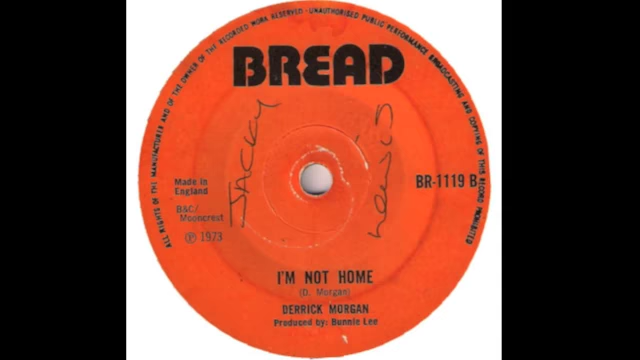 ALL RIGHTS OF THE MANUFACTURER AND OF THE OWNER OF THE RECORDED WORK RESERVED - UNAUTHORISED PUBLIC PERFORMANCE BROADCASTING AND COPYING OF THIS RECORD PROHIBITED
BREAD
JACKY
LEWIS
Made in
England
BR-1119 B
B&C/
Mooncrest
℗ 1973
I'M NOT HOME
(D. Morgan)
DERRICK MORGAN
Produced by: Bunnie Lee